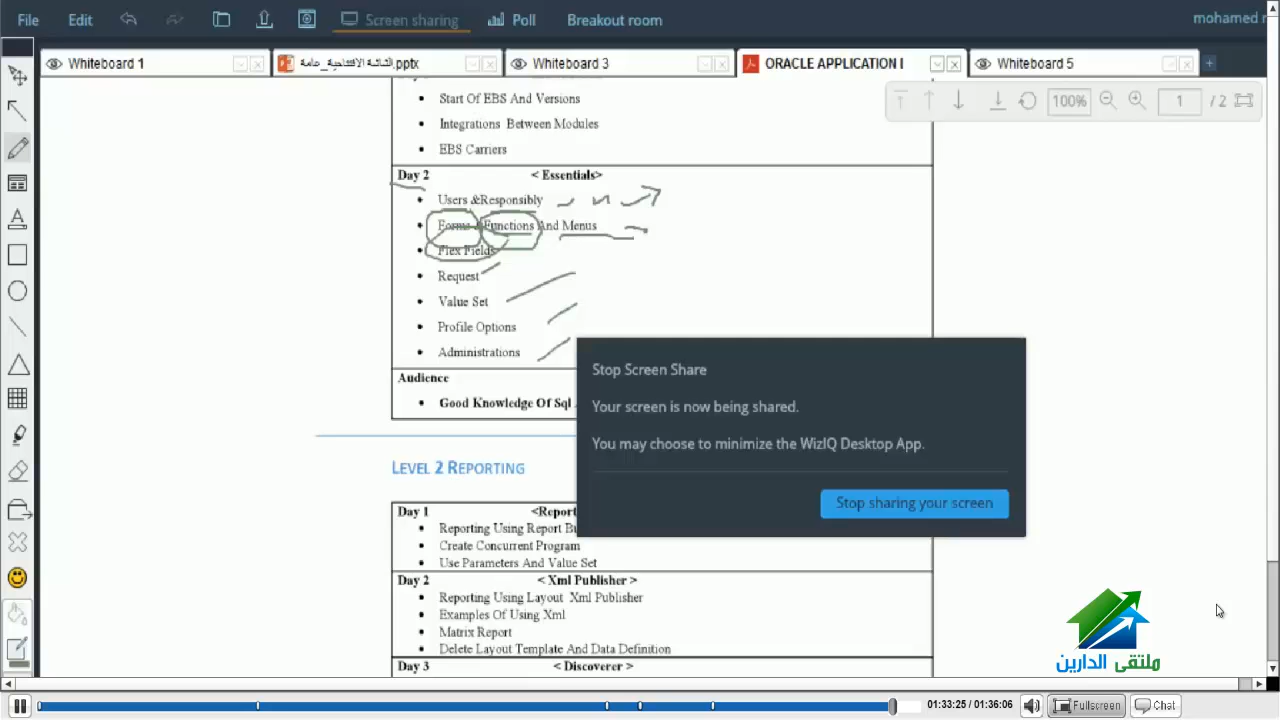 File Edit Screen sharing Poll Breakout room mohamed
Whiteboard 1 الشاشة الافتتاحية_عامة.pptx Whiteboard 3 ORACLE APPLICATION I Whiteboard 5
100% 1 / 2
Start Of EBS And Versions
Integrations Between Modules
EBS Carriers
Day 2 < Essentials>
Users &Responsibly
Forms & Functions And Menus
Flex Fields
Request
Value Set
Profile Options
Administrations
Audience
Good Knowledge Of Sql
Stop Screen Share
Your screen is now being shared.
You may choose to minimize the WizIQ Desktop App.
Stop sharing your screen
LEVEL 2 REPORTING
Day 1 <Report
Reporting Using Report Bu
Create Concurrent Program
Use Parameters And Value Set
Day 2 < Xml Publisher >
Reporting Using Layout Xml Publisher
Examples Of Using Xml
Matrix Report
Delete Layout Template And Data Definition
Day 3 < Discoverer >
ملتقى الدارين
01:33:25 / 01:36:06 Fullscreen Chat